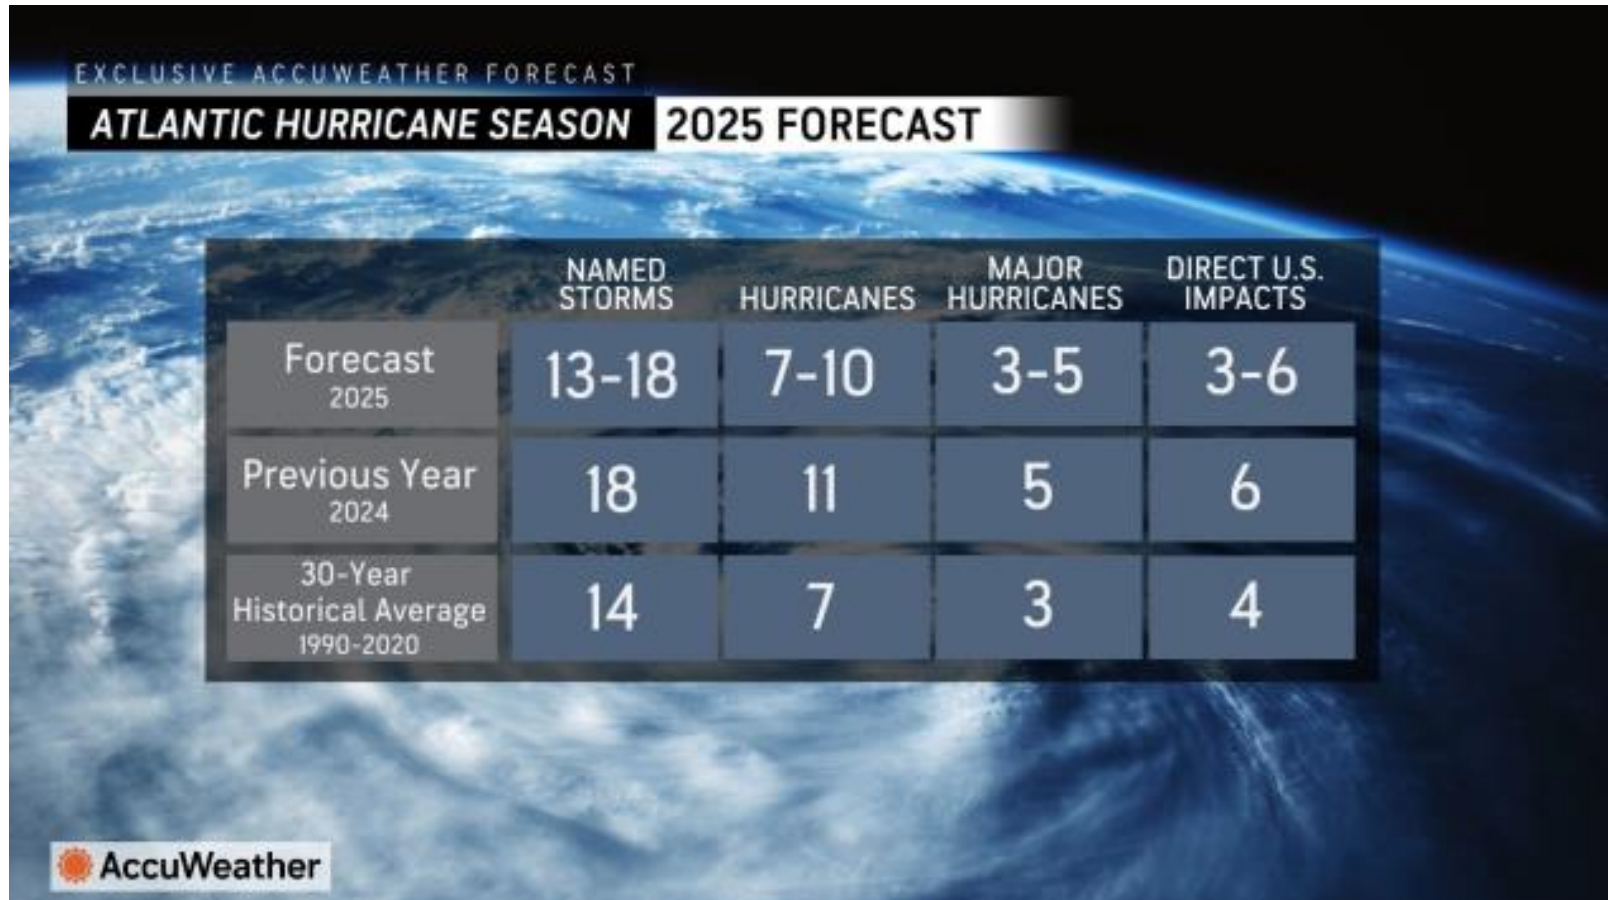 EXCLUSIVE ACCUWEATHER FORECAST
ATLANTIC HURRICANE SEASON 2025 FORECAST
NAMED STORMS HURRICANES MAJOR HURRICANES DIRECT U.S. IMPACTS
Forecast 2025 13-18 7-10 3-5 3-6
Previous Year 2024 18 11 5 6
30-Year Historical Average 1990-2020 14 7 3 4
AccuWeather